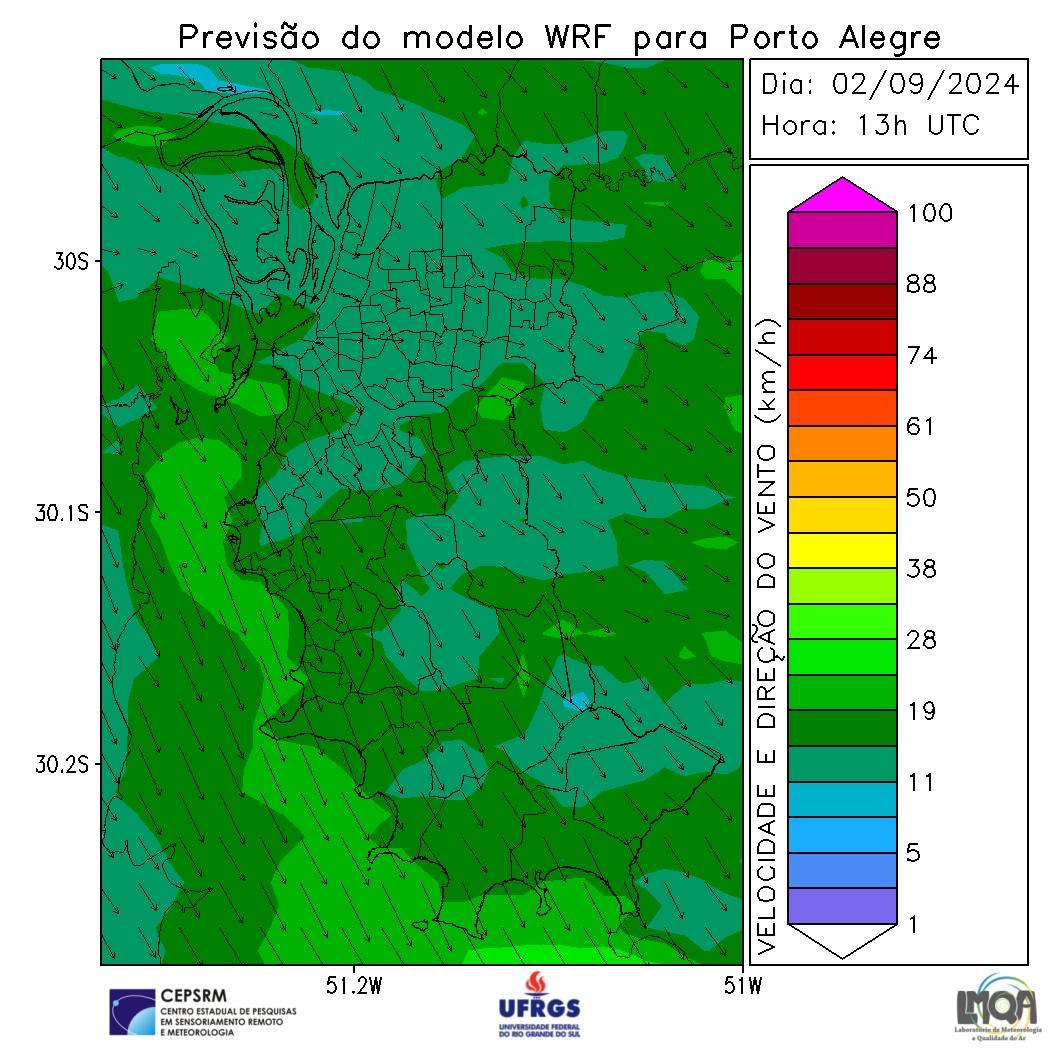 Previsão do modelo WRF para Porto Alegre
Dia: 02/09/2024
Hora: 13h UTC
30S
30.1S
30.2S
51.2W
51W
VELOCIDADE E DIREÇÃO DO VENTO (km/h)
100
88
74
61
50
38
28
19
11
5
1
CEPSRM
CENTRO ESTADUAL DE PESQUISAS
EM SENSORIAMENTO REMOTO
E METEOROLOGIA
UFRGS
UNIVERSIDADE FEDERAL
DO RIO GRANDE DO SUL
LMQA
Laboratório de Meteorologia
e Qualidade do Ar